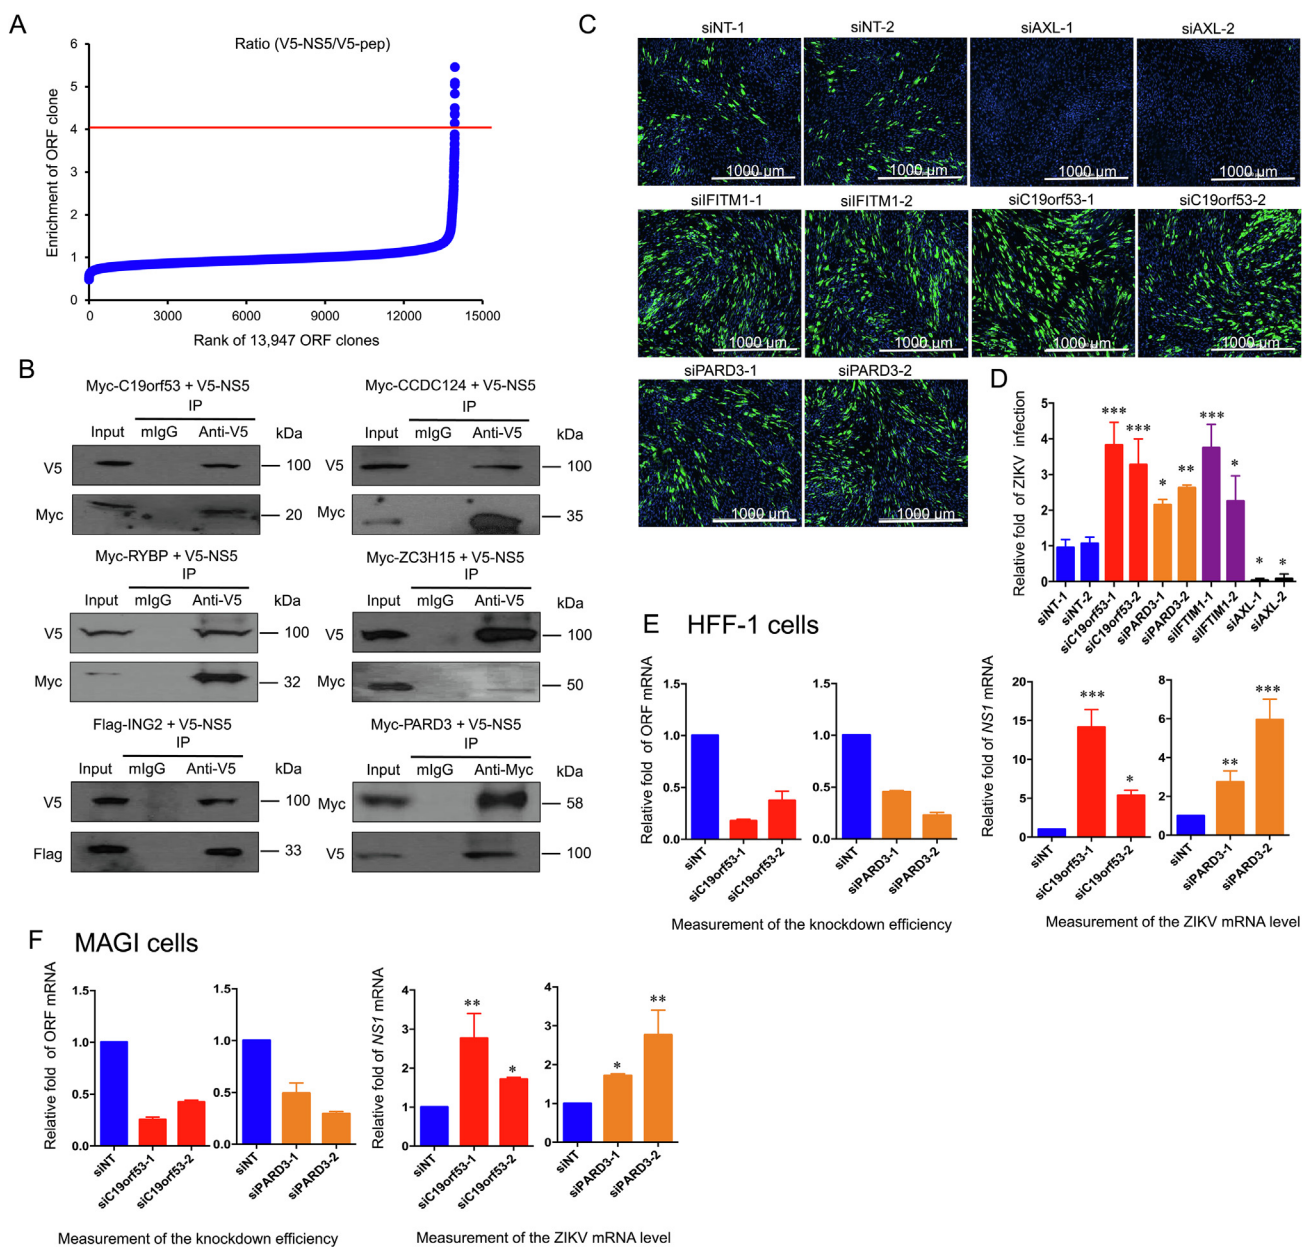 A
Ratio (V5-NS5/V5-pep)
Enrichment of ORF clone
6
5
4
3
2
1
0
0 3000 6000 9000 12000 15000
Rank of 13,947 ORF clones
B
Myc-C19orf53 + V5-NS5
IP
Input mIgG Anti-V5 kDa
V5 100
Myc 20
Myc-CCDC124 + V5-NS5
IP
Input mIgG Anti-V5 kDa
V5 100
Myc 35
Myc-RYBP + V5-NS5
IP
Input mIgG Anti-V5 kDa
V5 100
Myc 32
Myc-ZC3H15 + V5-NS5
IP
Input mIgG Anti-V5 kDa
V5 100
Myc 50
Flag-ING2 + V5-NS5
IP
Input mIgG Anti-V5 kDa
V5 100
Flag 33
Myc-PARD3 + V5-NS5
IP
Input mIgG Anti-Myc kDa
Myc 58
V5 100
C
siNT-1 siNT-2 siAXL-1 siAXL-2
1000 µm 1000 µm 1000 µm 1000 µm
siIFITM1-1 siIFITM1-2 siC19orf53-1 siC19orf53-2
1000 µm 1000 µm 1000 µm 1000 µm
siPARD3-1 siPARD3-2
1000 µm 1000 µm
D
Relative fold of ZIKV infection
5
4
3
2
1
0
*** *** * ** *** * * *
siNT-1 siNT-2 siC19orf53-1 siC19orf53-2 siPARD3-1 siPARD3-2 siIFTIM1-1 siIFTIM1-2 siAXL-1 siAXL-2
E HFF-1 cells
Relative fold of ORF mRNA
1.5
1.0
0.5
0.0
siNT siC19orf53-1 siC19orf53-2
1.5
1.0
0.5
0.0
siNT siPARD3-1 siPARD3-2
Measurement of the knockdown efficiency
Relative fold of NS1 mRNA
20
15
10
5
0
*** *
siNT siC19orf53-1 siC19orf53-2
8
6
4
2
0
** ***
siNT siPARD3-1 siPARD3-2
Measurement of the ZIKV mRNA level
F MAGI cells
Relative fold of ORF mRNA
1.5
1.0
0.5
0.0
siNT siC19orf53-1 siC19orf53-2
1.5
1.0
0.5
0.0
siNT siPARD3-1 siPARD3-2
Measurement of the knockdown efficiency
Relative fold of NS1 mRNA
4
3
2
1
0
** *
siNT siC19orf53-1 siC19orf53-2
4
3
2
1
0
* **
siNT siPARD3-1 siPARD3-2
Measurement of the ZIKV mRNA level